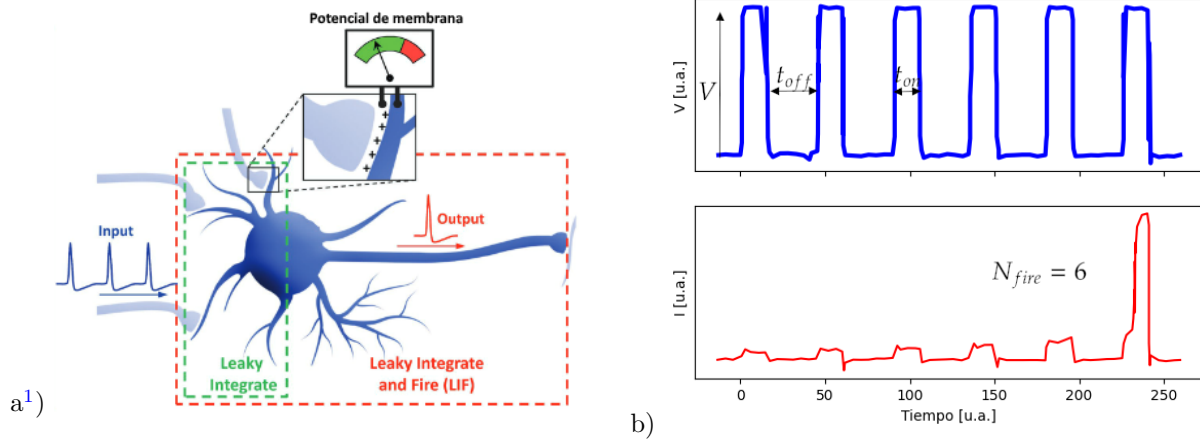 Potencial de membrana
+
+
+
+
+
Input
Output
Leaky
Integrate
Leaky Integrate
and Fire (LIF)
a1)
V [u.a.]
V
toff
ton
I [u.a.]
Nfire = 6
0
50
100
150
200
250
Tiempo [u.a.]
b)